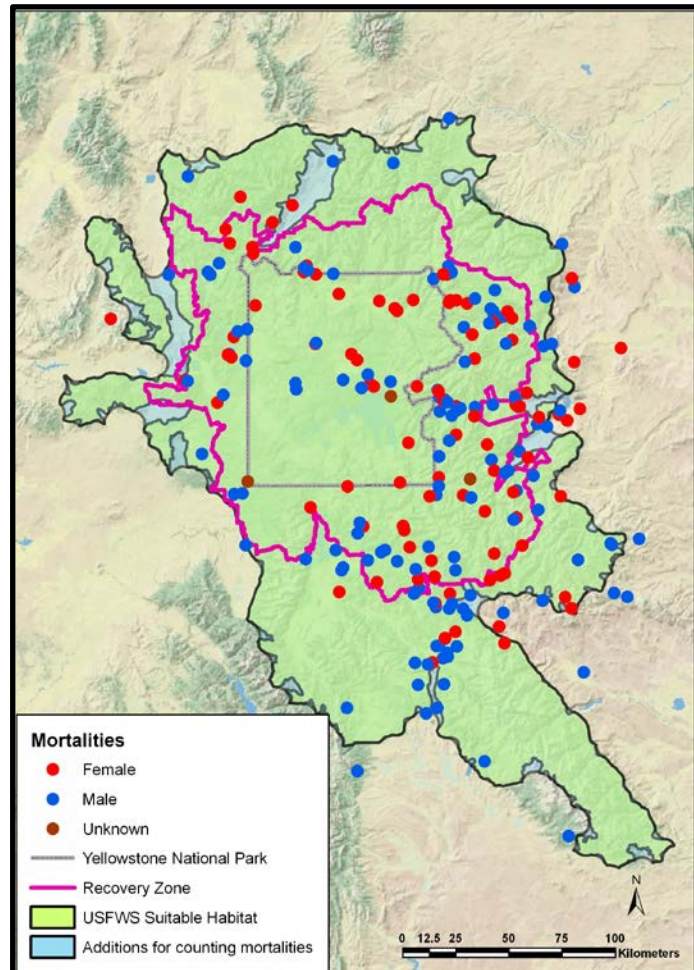 Mortalities
Female
Male
Unknown
Yellowstone National Park
Recovery Zone
USFWS Suitable Habitat
Additions for counting mortalities
N
0 12.5 25 50 75 100
Kilometers